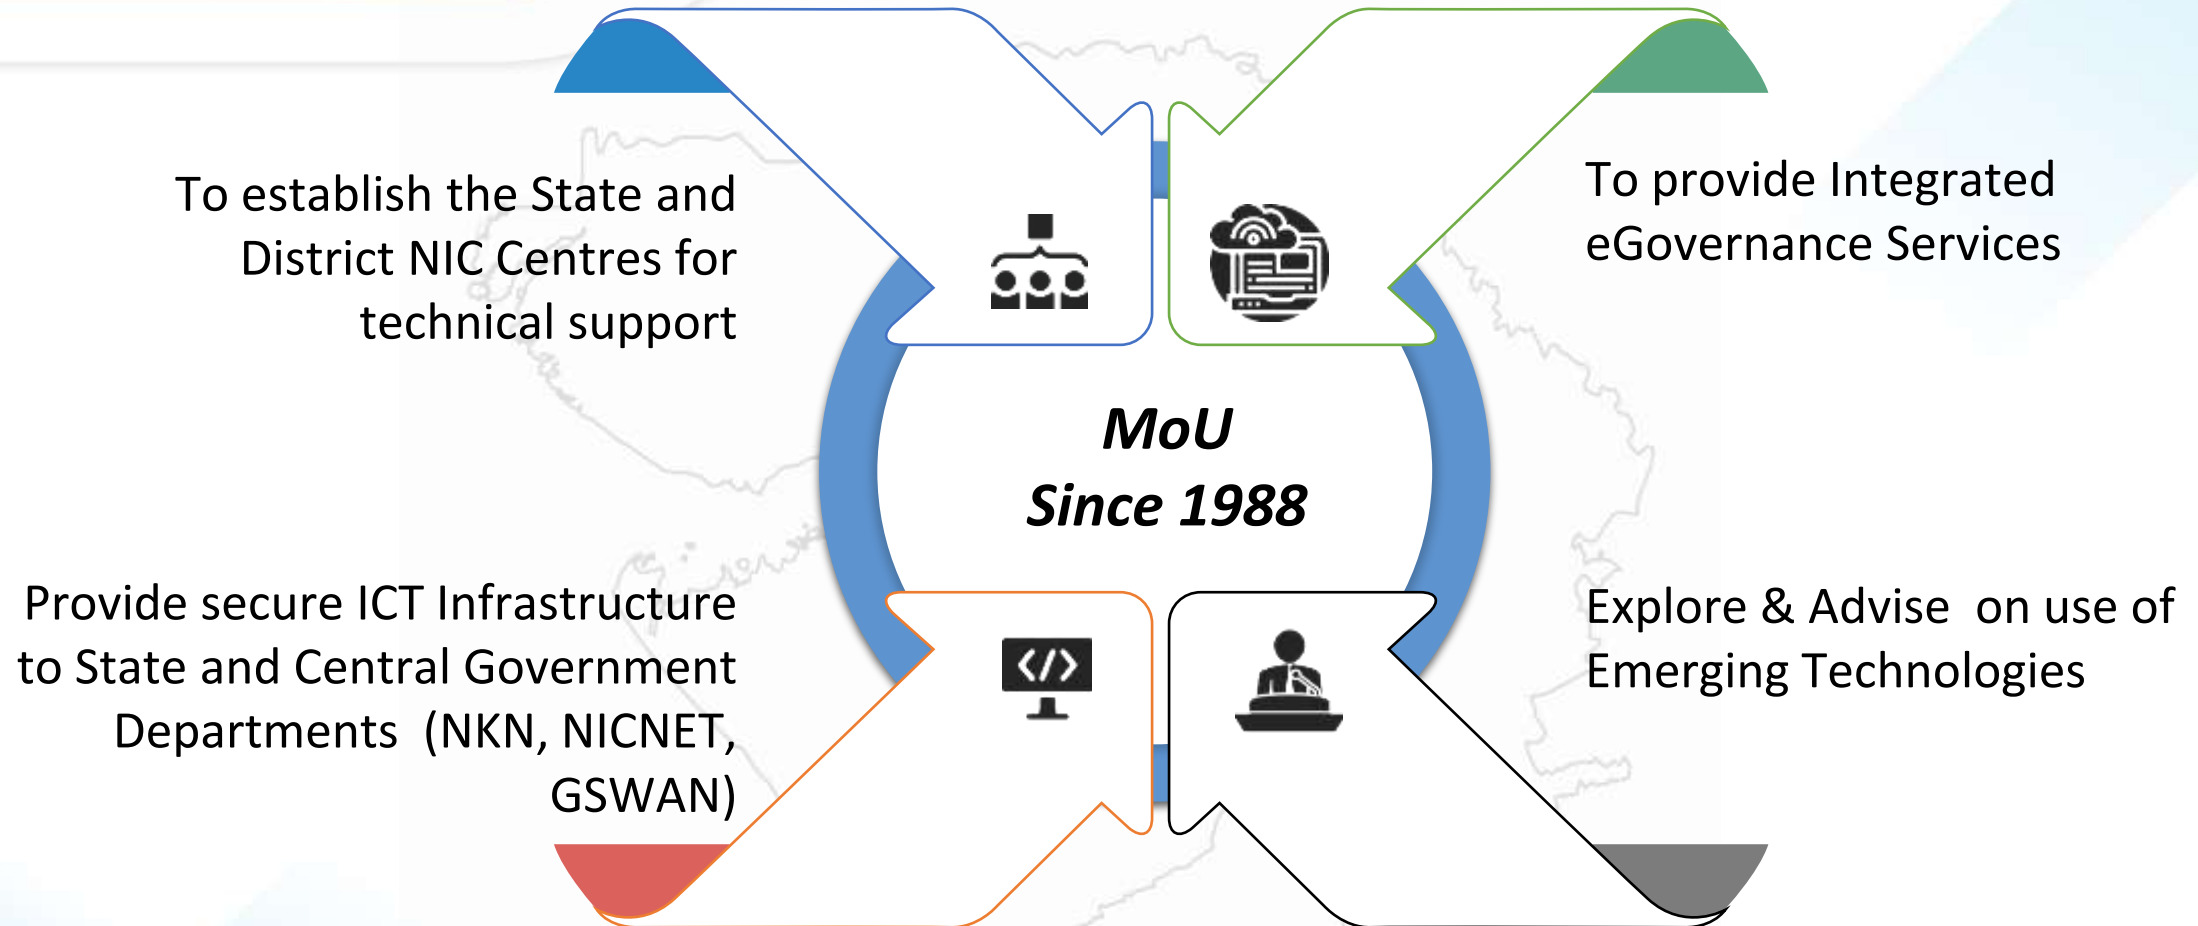 To establish the State and
District NIC Centres for
technical support
To provide Integrated
eGovernance Services
MoU
Since 1988
Provide secure ICT Infrastructure
to State and Central Government
Departments  (NKN, NICNET,
GSWAN)
Explore & Advise  on use of
Emerging Technologies